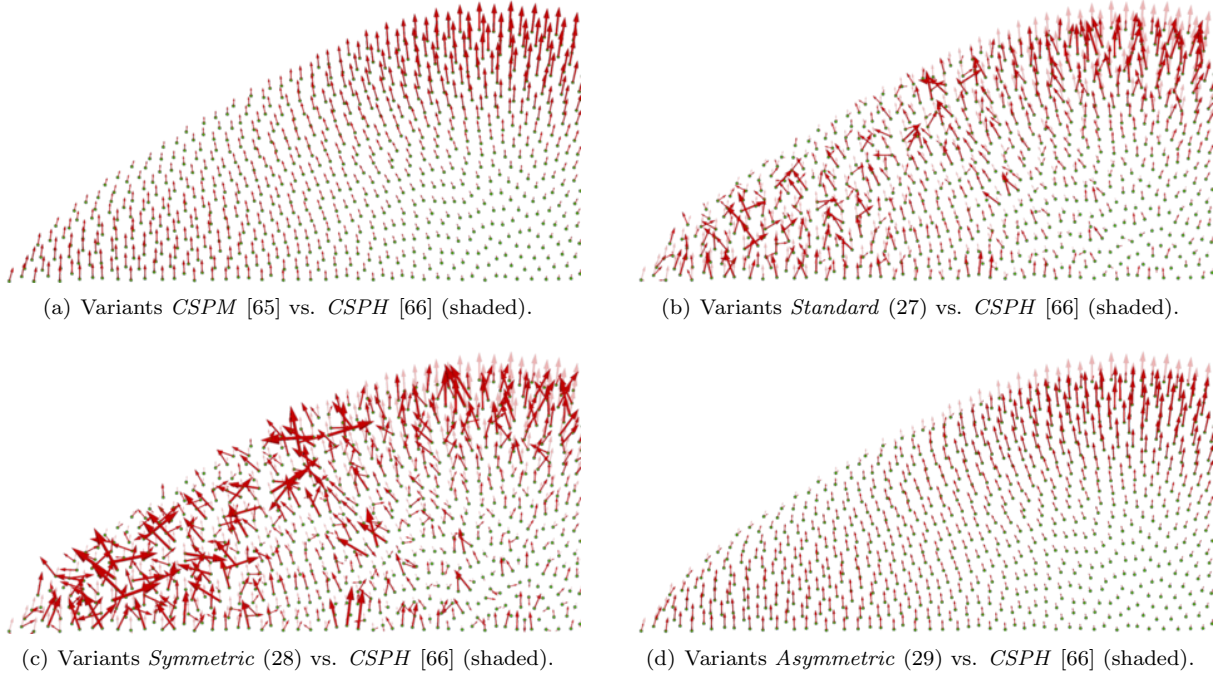 (a) Variants CSPM [65] vs. CSPH [66] (shaded).
(b) Variants Standard (27) vs. CSPH [66] (shaded).
(c) Variants Symmetric (28) vs. CSPH [66] (shaded).
(d) Variants Asymmetric (29) vs. CSPH [66] (shaded).